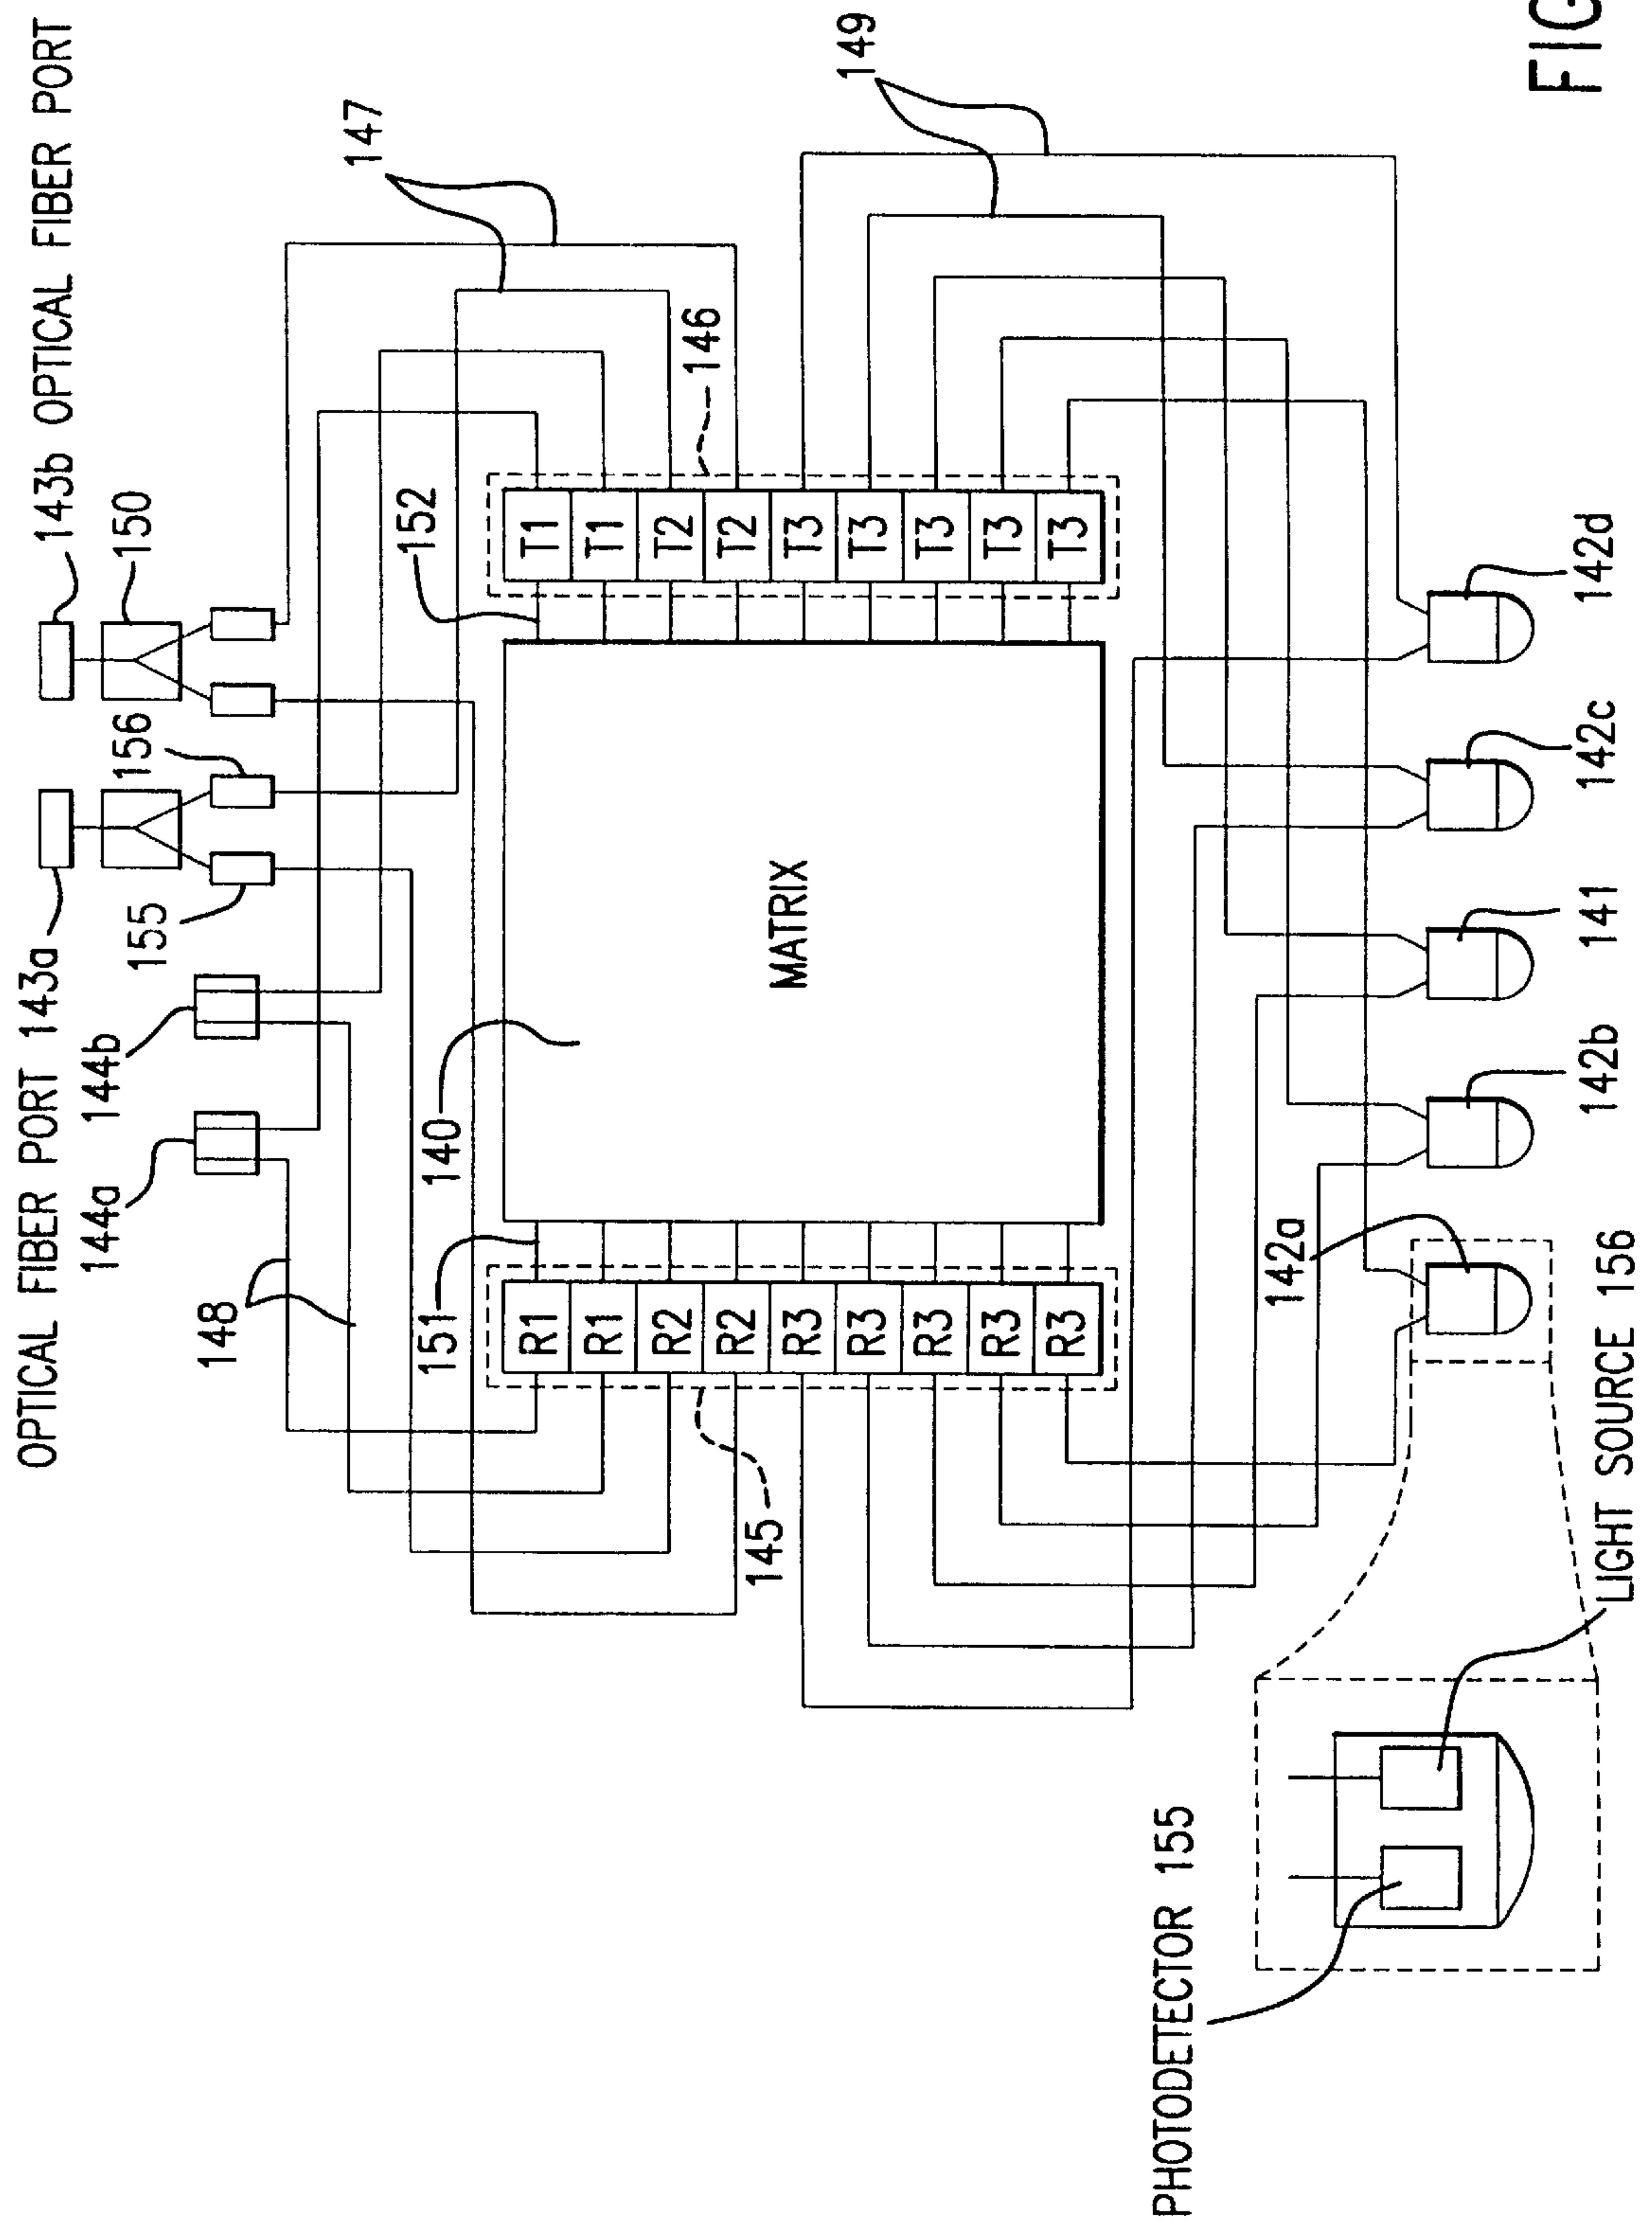 OPTICAL FIBER PORT 143a
143b OPTICAL FIBER PORT
144a
144b
155
156
150
148
147
140
151
152
R1
R1
R2
R2
R3
R3
R3
R3
R3
MATRIX
T1
T1
T2
T2
T3
T3
T3
T3
T3
145
146
149
142a
142b
141
142c
142d
PHOTODETECTOR 155
LIGHT SOURCE 156
FIG